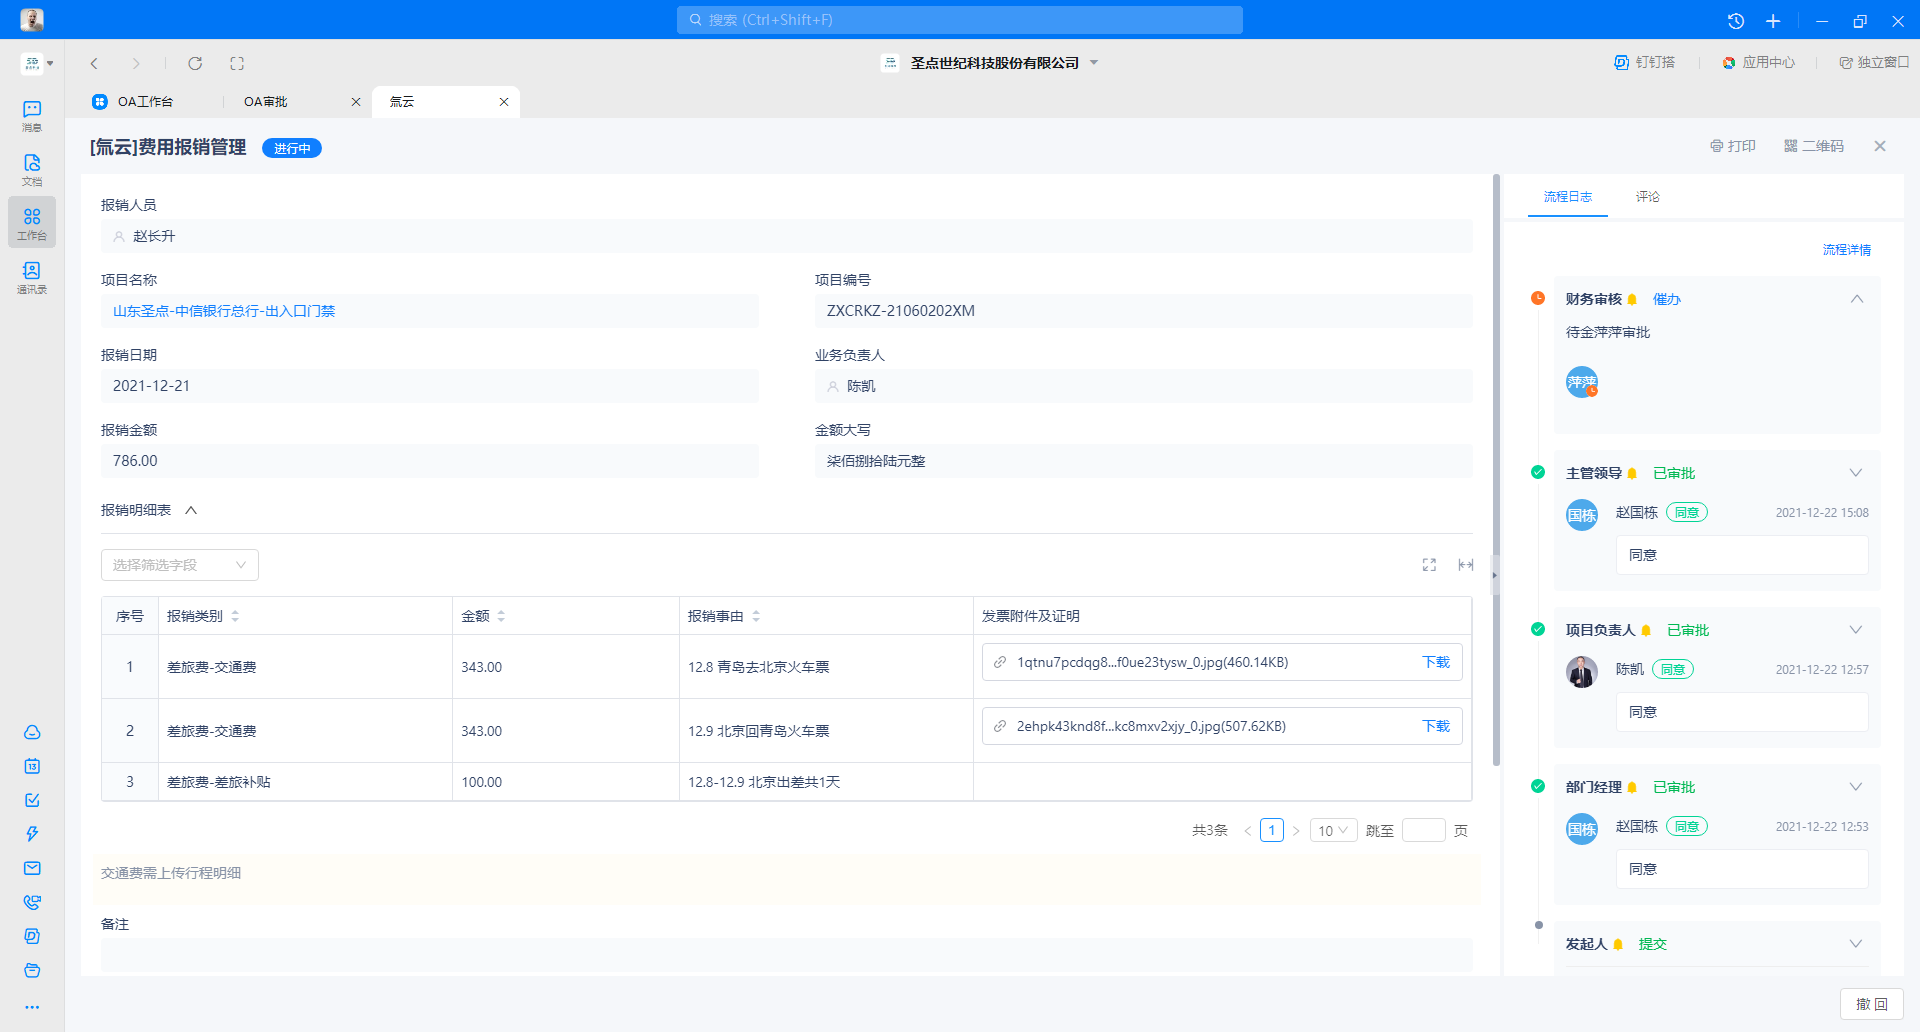 搜索 (Ctrl+Shift+F)
圣点世纪科技股份有限公司
钉钉搭
应用中心
独立窗口
OA工作台
OA审批
氚云
消息
文档
工作台
通讯录
13
[氚云]费用报销管理 进行中
打印 二维码
报销人员
赵长升
项目名称 项目编号
山东圣点-中信银行总行-出入口门禁 ZXCRKZ-21060202XM
报销日期 业务负责人
2021-12-21 陈凯
报销金额 金额大写
786.00 柒佰捌拾陆元整
报销明细表
选择筛选字段
序号 报销类别 金额 报销事由 发票附件及证明
1 差旅费-交通费 343.00 12.8 青岛去北京火车票 1qtnu7pcdqg8...f0ue23tysw_0.jpg(460.14KB) 下载
2 差旅费-交通费 343.00 12.9 北京回青岛火车票 2ehpk43knd8f...kc8mxv2xjy_0.jpg(507.62KB) 下载
3 差旅费-差旅补贴 100.00 12.8-12.9 北京出差共1天
共3条 < 1 > 10 跳至 页
交通费需上传行程明细
备注
流程日志 评论
流程详情
财务审核 催办
待金萍萍审批
萍萍
主管领导 已审批
国栋 赵国栋 同意 2021-12-22 15:08
同意
项目负责人 已审批
陈凯 同意 2021-12-22 12:57
同意
部门经理 已审批
国栋 赵国栋 同意 2021-12-22 12:53
同意
发起人 提交
撤 回